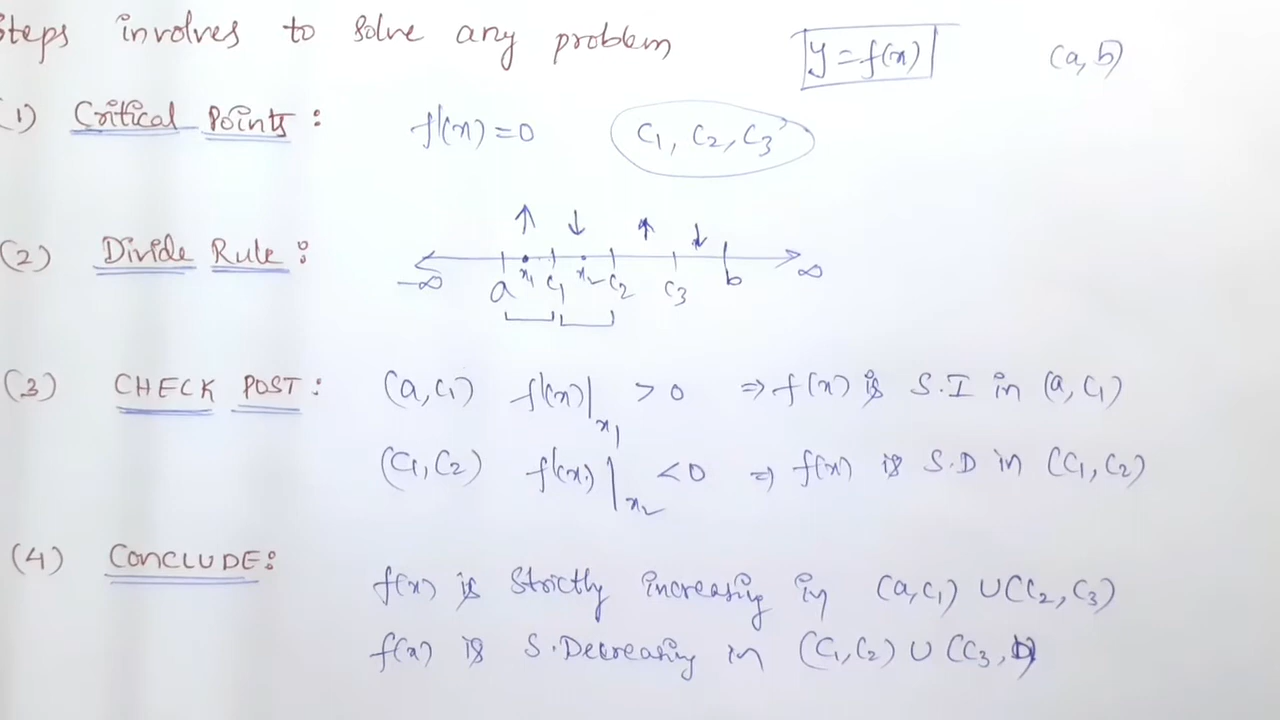 Steps involves to solve any problem y = f(x) (a, b)
(1) Critical Points : f'(x) = 0 C1, C2, C3
(2) Divide Rule : ↑ ↓ ↑ ↓
-∞ a x1 C1 x2 C2 C3 b ∞
(3) CHECK POST : (a, C1) f'(x)|x1 > 0 ⇒ f(x) is S.I in (a, C1)
(C1, C2) f'(x)|x2 < 0 ⇒ f(x) is S.D in (C1, C2)
(4) CONCLUDE :
f(x) is Strictly increasing in (a, C1) ∪ (C2, C3)
f(x) is S.Decreasing in (C1, C2) ∪ (C3, b)